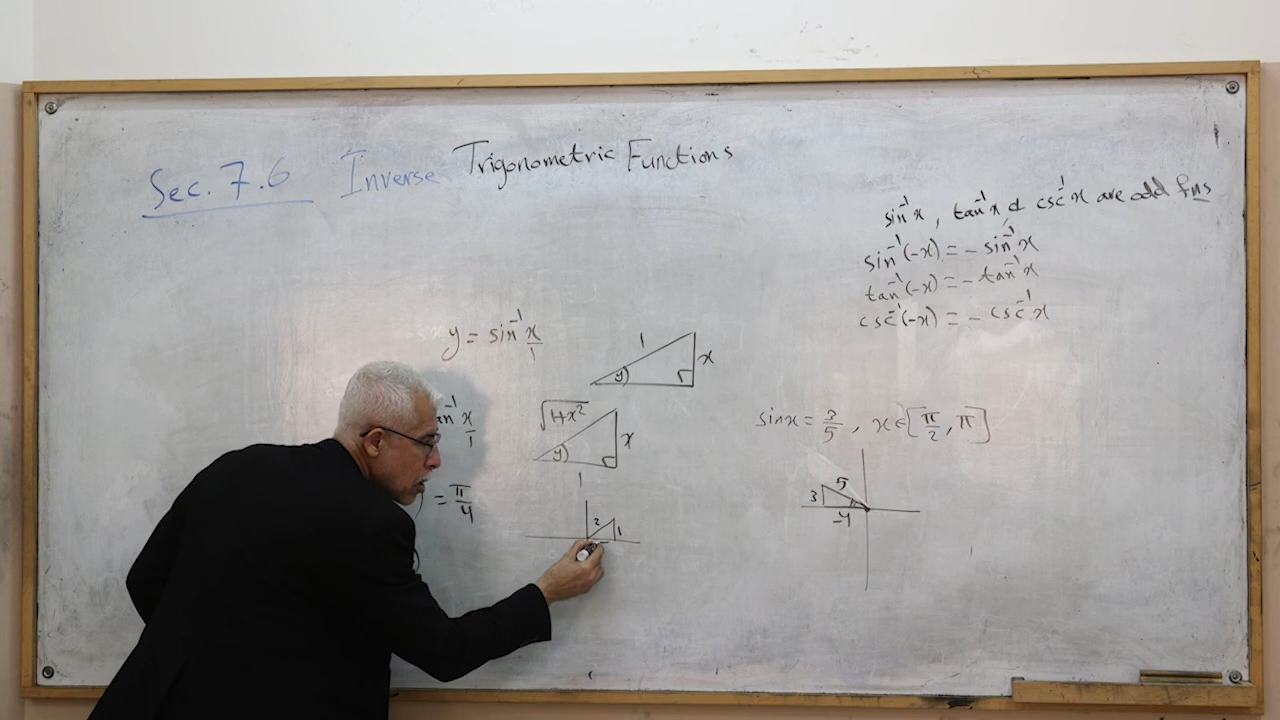 Sec. 7.6 Inverse Trigonometric Functions
sin⁻¹x, tan⁻¹x & csc⁻¹x are odd fns
sin⁻¹(-x) = - sin⁻¹x
tan⁻¹(-x) = - tan⁻¹x
csc⁻¹(-x) = - csc⁻¹x
y = sin⁻¹ x/1
1
x
y
an⁻¹ x/1
√1+x²
x
y
1
= π/4
2
1
sinx = 3/5, x∈[π/2, π]
5
3
-4